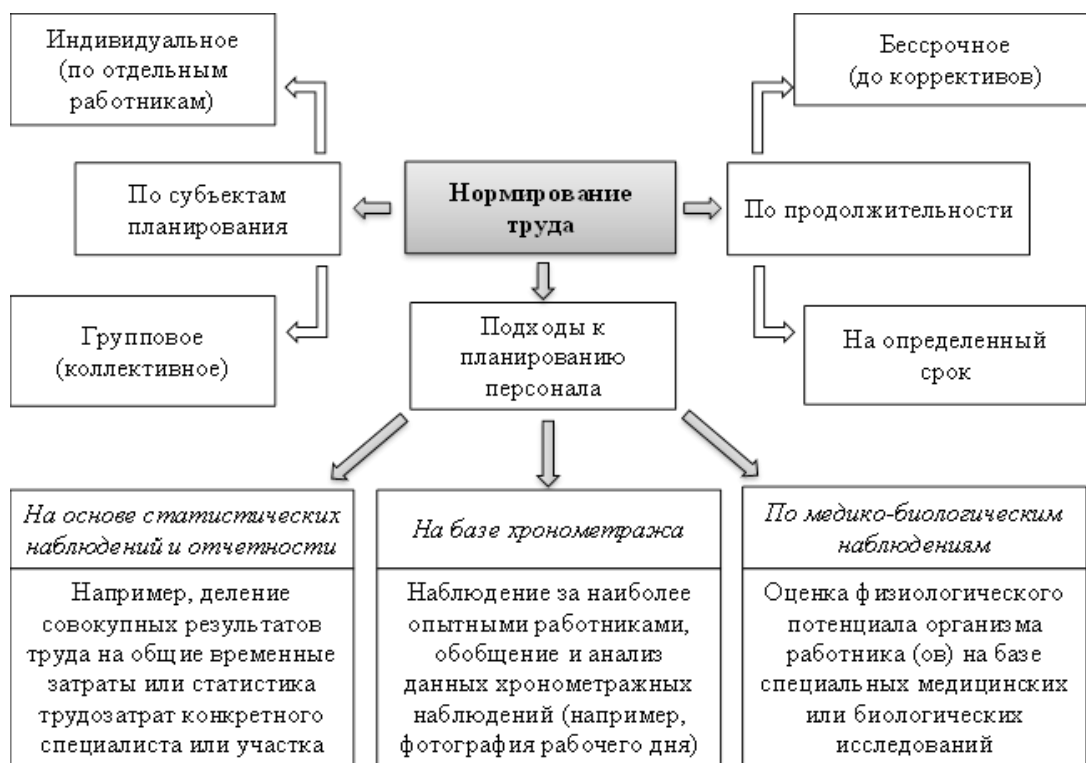 Индивидуальное
(по отдельным
работникам)
Бессрочное
(до коррективов)
По субъектам
планирования
Нормирование
труда
По продолжительности
Групповое
(коллективное)
Подходы к
планированию
персонала
На определенный
срок
На основе статистических
наблюдений и отчетности
Например, деление
совокупных результатов
труда на общие временные
затраты или статистика
трудозатрат конкретного
специалиста или участка
На базе хронометража
Наблюдение за наиболее
опытными работниками,
обобщение и анализ
данных хронометражных
наблюдений (например,
фотография рабочего дня)
По медико-биологическим
наблюдениям
Оценка физиологического
потенциала организма
работника (ов) на базе
специальных медицинских
или биологических
исследований